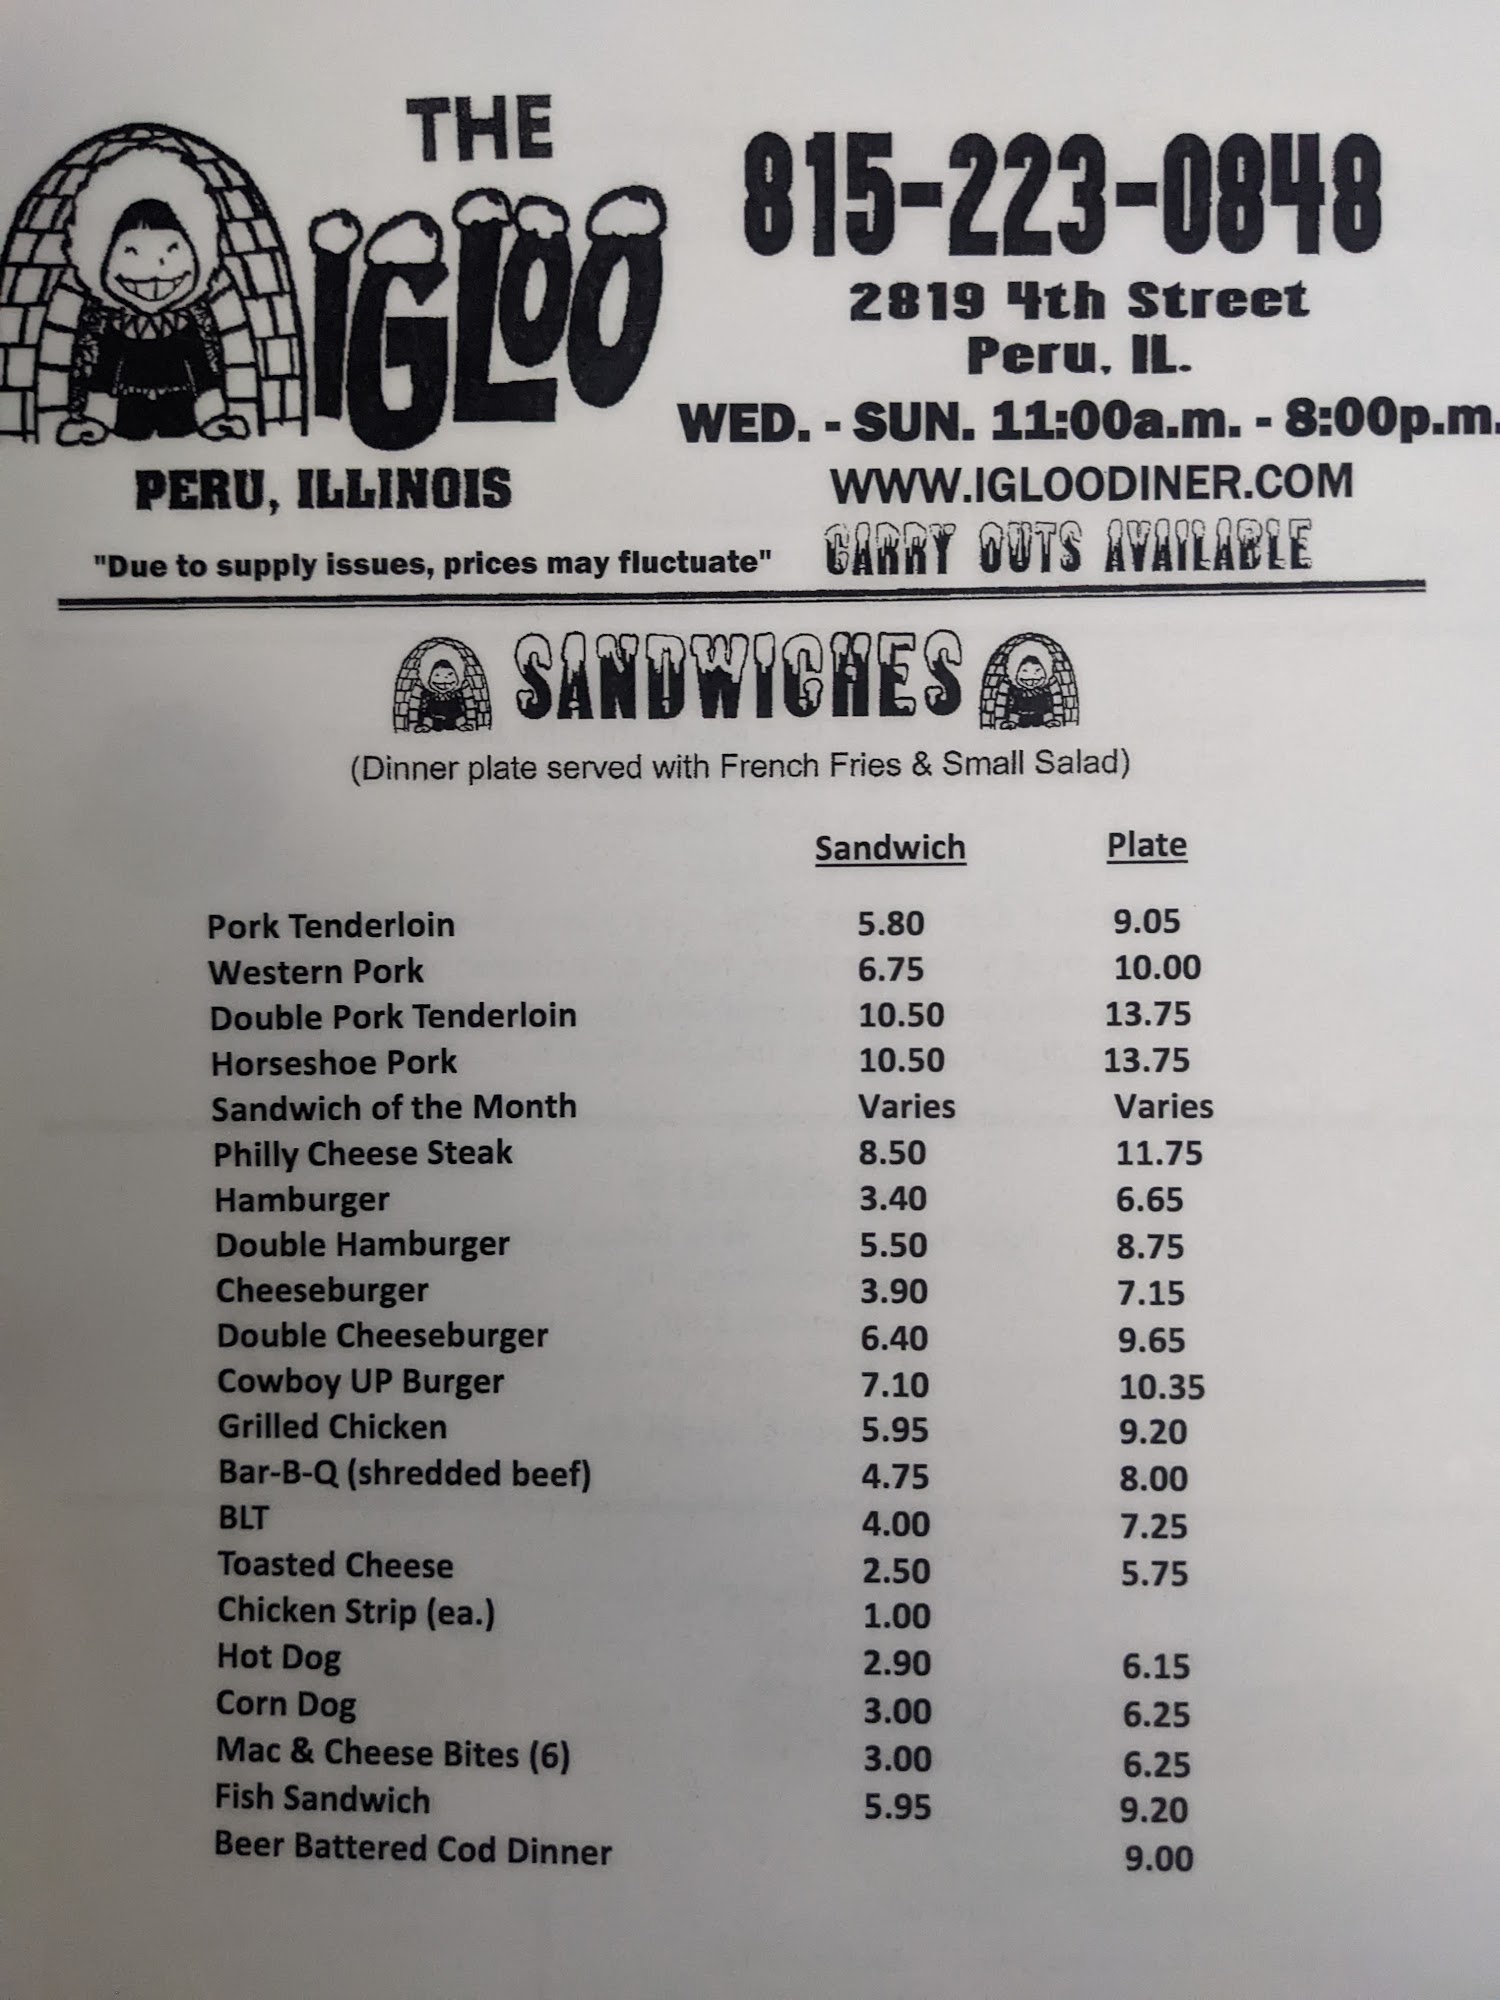 THE
IGLOO
PERU, ILLINOIS
"Due to supply issues, prices may fluctuate"
815-223-0848
2819 4th Street
Peru, IL.
WED. - SUN. 11:00a.m. - 8:00p.m.
WWW.IGLOODINER.COM
CARRY OUTS AVAILABLE
SANDWICHES
(Dinner plate served with French Fries & Small Salad)
Sandwich Plate
Pork Tenderloin 5.80 9.05
Western Pork 6.75 10.00
Double Pork Tenderloin 10.50 13.75
Horseshoe Pork 10.50 13.75
Sandwich of the Month Varies Varies
Philly Cheese Steak 8.50 11.75
Hamburger 3.40 6.65
Double Hamburger 5.50 8.75
Cheeseburger 3.90 7.15
Double Cheeseburger 6.40 9.65
Cowboy UP Burger 7.10 10.35
Grilled Chicken 5.95 9.20
Bar-B-Q (shredded beef) 4.75 8.00
BLT 4.00 7.25
Toasted Cheese 2.50 5.75
Chicken Strip (ea.) 1.00
Hot Dog 2.90 6.15
Corn Dog 3.00 6.25
Mac & Cheese Bites (6) 3.00 6.25
Fish Sandwich 5.95 9.20
Beer Battered Cod Dinner 9.00